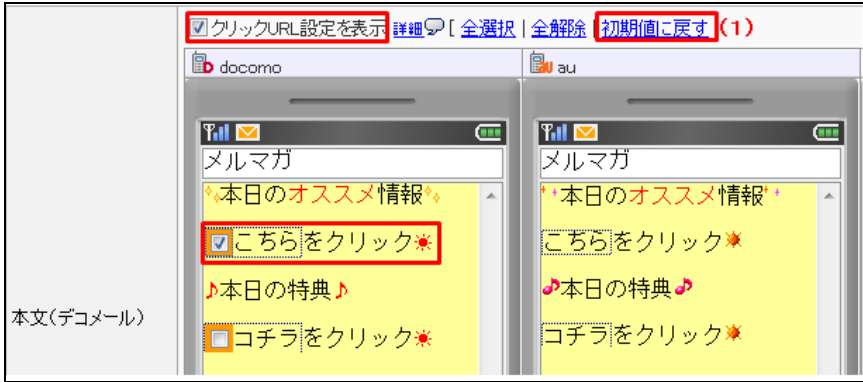 クリックURL設定を表示 詳細 [ 全選択 | 全解除 | 初期値に戻す (1)
docomo
au
メルマガ
メルマガ
本日のオススメ情報
本日のオススメ情報
こちらをクリック
こちらをクリック
♪本日の特典♪
♪本日の特典♪
本文(デコメール)
コチラをクリック
コチラをクリック